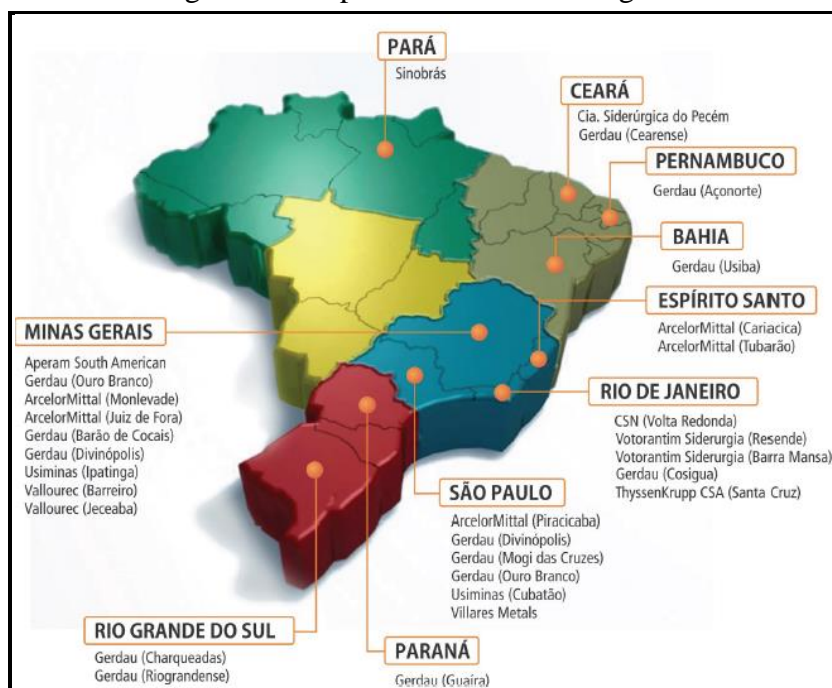 PARÁ
Sinobrás
CEARÁ
Cia. Siderúrgica do Pecém
Gerdau (Cearense)
PERNAMBUCO
Gerdau (Açonorte)
BAHIA
Gerdau (Usiba)
ESPÍRITO SANTO
ArcelorMittal (Cariacica)
ArcelorMittal (Tubarão)
MINAS GERAIS
Aperam South American
Gerdau (Ouro Branco)
ArcelorMittal (Monlevade)
ArcelorMittal (Juiz de Fora)
Gerdau (Barão de Cocais)
Gerdau (Divinópolis)
Usiminas (Ipatinga)
Vallourec (Barreiro)
Vallourec (Jeceaba)
RIO DE JANEIRO
CSN (Volta Redonda)
Votorantim Siderurgia (Resende)
Votorantim Siderurgia (Barra Mansa)
Gerdau (Cosigua)
ThyssenKrupp CSA (Santa Cruz)
SÃO PAULO
ArcelorMittal (Piracicaba)
Gerdau (Divinópolis)
Gerdau (Mogi das Cruzes)
Gerdau (Ouro Branco)
Usiminas (Cubatão)
Villares Metals
RIO GRANDE DO SUL
Gerdau (Charqueadas)
Gerdau (Riograndense)
PARANÁ
Gerdau (Guaíra)